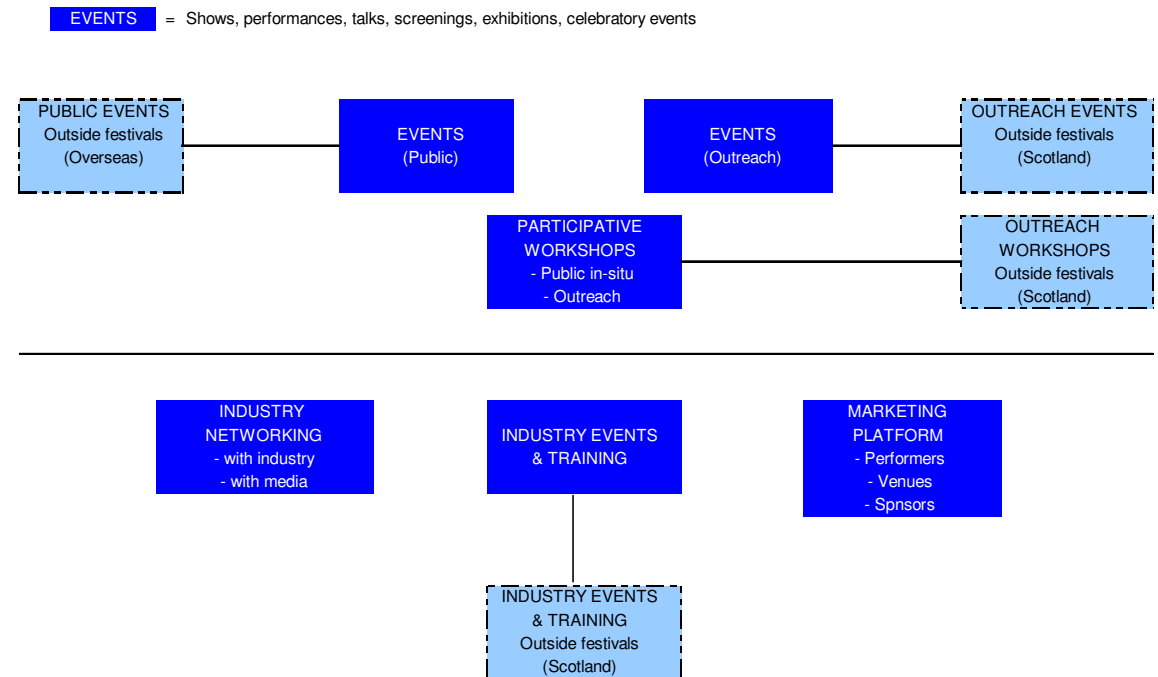 EVENTS = Shows, performances, talks, screenings, exhibitions, celebratory events
PUBLIC EVENTS
Outside festivals
(Overseas)
EVENTS
(Public)
EVENTS
(Outreach)
OUTREACH EVENTS
Outside festivals
(Scotland)
PARTICIPATIVE
WORKSHOPS
- Public in-situ
- Outreach
OUTREACH
WORKSHOPS
Outside festivals
(Scotland)
INDUSTRY
NETWORKING
- with industry
- with media
INDUSTRY EVENTS
& TRAINING
MARKETING
PLATFORM
- Performers
- Venues
- Spnsors
INDUSTRY EVENTS
& TRAINING
Outside festivals
(Scotland)